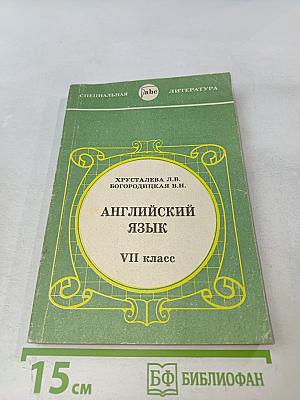 СПЕЦИАЛЬНАЯ abc ЛИТЕРАТУРА
ХРУСТАЛЕВА Л.В.
БОГОРОДИЦКАЯ В.Н.
АНГЛИЙСКИЙ
ЯЗЫК
VII класс
15 см
БФ БИБЛИОФАН